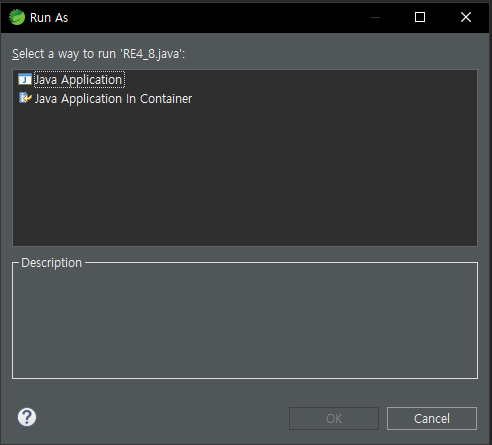 Run As
Select a way to run 'RE4_8.java':
Java Application
Java Application In Container
Description
OK
Cancel